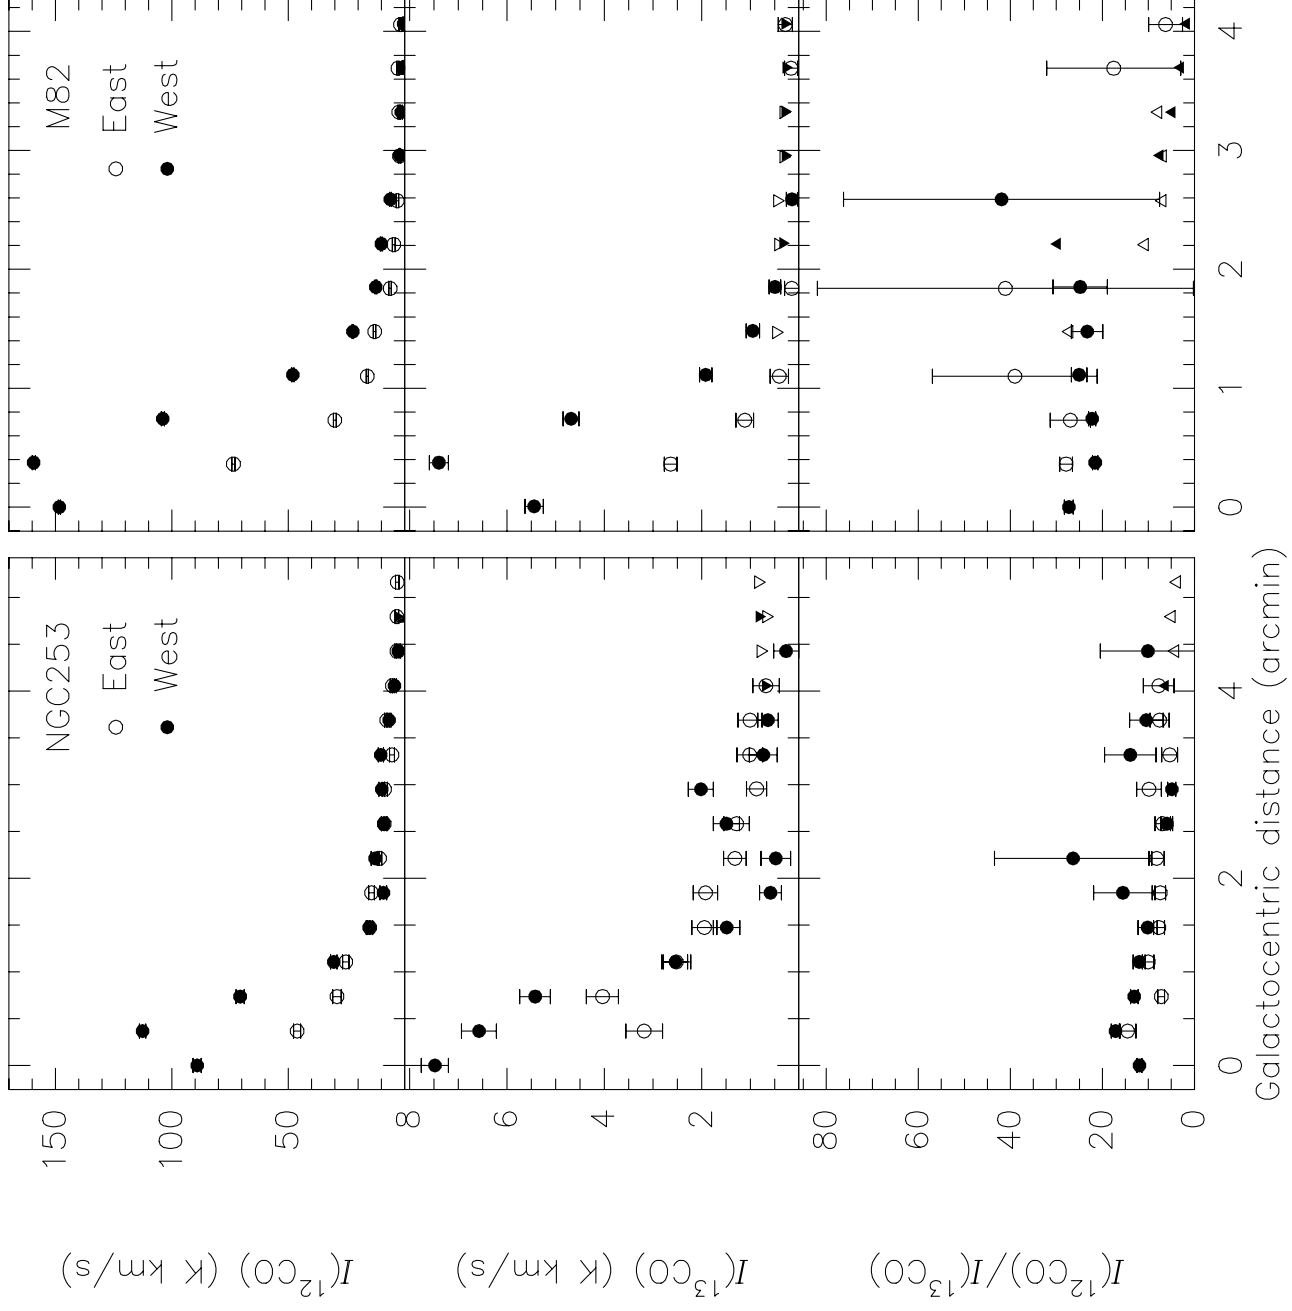 NGC253
East
West
M82
East
West
150
100
50
I(¹²CO) (K km/s)
8
6
4
2
I(¹³CO) (K km/s)
80
60
40
20
0
I(¹²CO)/I(¹³CO)
0 2 4
0 1 2 3 4
Galactocentric distance (arcmin)